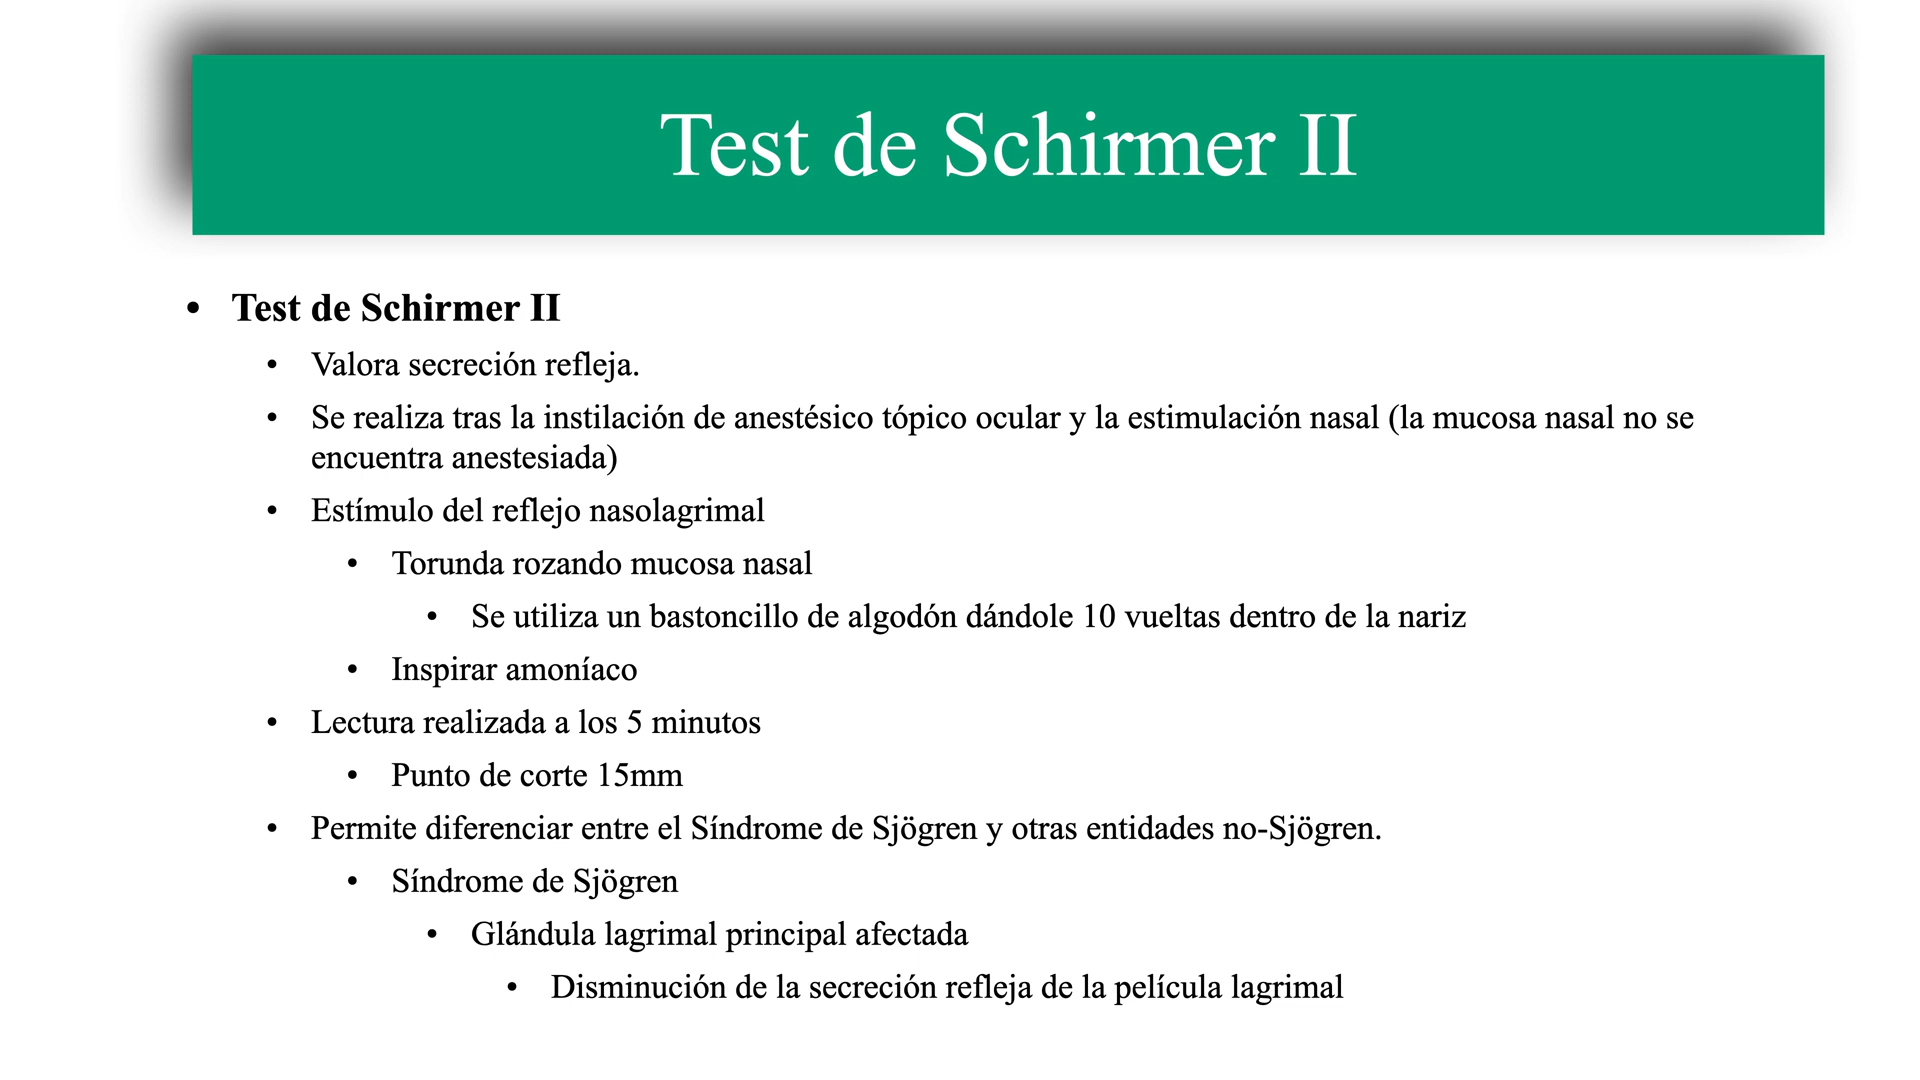 Test de Schirmer II
• Test de Schirmer II
• Valora secreción refleja.
• Se realiza tras la instilación de anestésico tópico ocular y la estimulación nasal (la mucosa nasal no se
encuentra anestesiada)
• Estímulo del reflejo nasolagrimal
• Torunda rozando mucosa nasal
• Se utiliza un bastoncillo de algodón dándole 10 vueltas dentro de la nariz
• Inspirar amoníaco
• Lectura realizada a los 5 minutos
• Punto de corte 15mm
• Permite diferenciar entre el Síndrome de Sjögren y otras entidades no-Sjögren.
• Síndrome de Sjögren
• Glándula lagrimal principal afectada
• Disminución de la secreción refleja de la película lagrimal